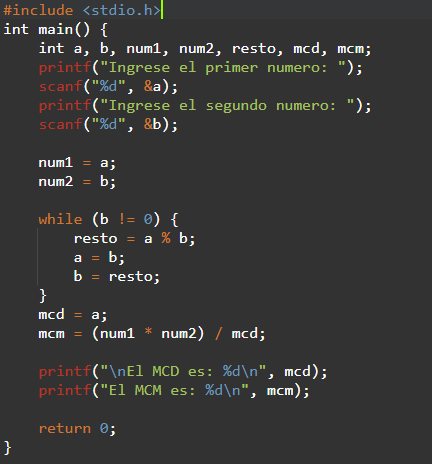 #include <stdio.h>
int main() {
    int a, b, num1, num2, resto, mcd, mcm;
    printf("Ingrese el primer numero: ");
    scanf("%d", &a);
    printf("Ingrese el segundo numero: ");
    scanf("%d", &b);

    num1 = a;
    num2 = b;

    while (b != 0) {
        resto = a % b;
        a = b;
        b = resto;
    }
    mcd = a;
    mcm = (num1 * num2) / mcd;

    printf("\nEl MCD es: %d\n", mcd);
    printf("El MCM es: %d\n", mcm);

    return 0;
}